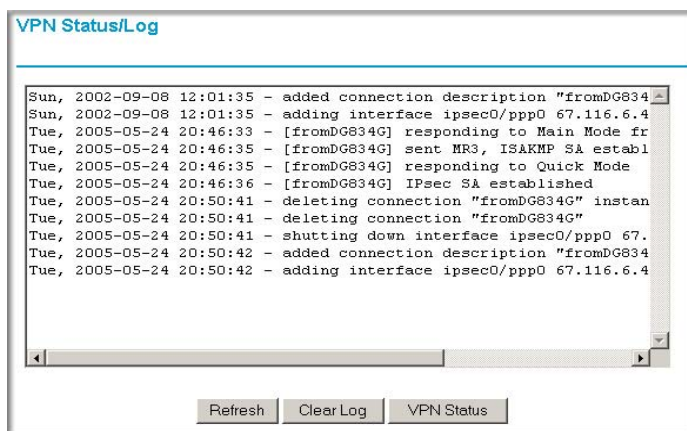 VPN Status/Log
Sun, 2002-09-08 12:01:35 - added connection description "fromDG834
Sun, 2002-09-08 12:01:35 - adding interface ipsec0/ppp0 67.116.6.4
Tue, 2005-05-24 20:46:33 - [fromDG834G] responding to Main Mode fr
Tue, 2005-05-24 20:46:35 - [fromDG834G] sent MR3, ISAKMP SA establ
Tue, 2005-05-24 20:46:35 - [fromDG834G] responding to Quick Mode
Tue, 2005-05-24 20:46:36 - [fromDG834G] IPsec SA established
Tue, 2005-05-24 20:50:41 - deleting connection "fromDG834G" instan
Tue, 2005-05-24 20:50:41 - deleting connection "fromDG834G"
Tue, 2005-05-24 20:50:41 - shutting down interface ipsec0/ppp0 67.
Tue, 2005-05-24 20:50:42 - added connection description "fromDG834
Tue, 2005-05-24 20:50:42 - adding interface ipsec0/ppp0 67.116.6.4
Refresh Clear Log VPN Status